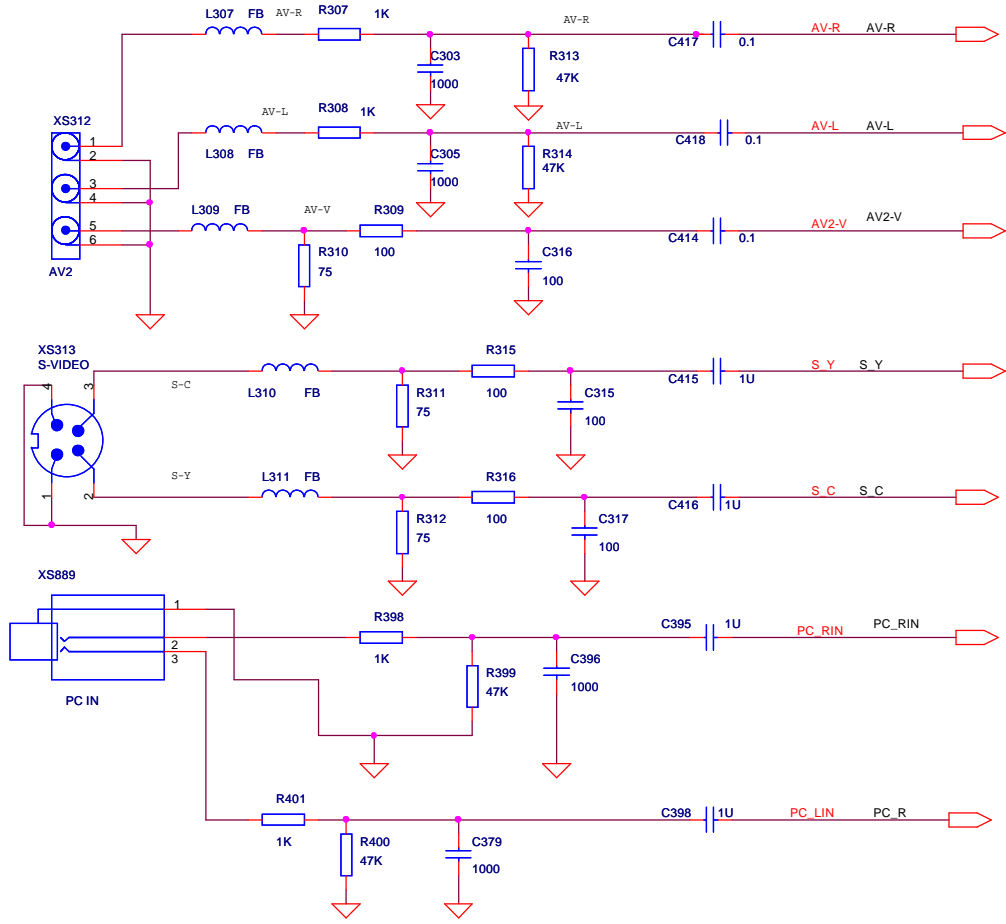 L307 FB AV-R R307 1K AV-R AV-R AV-R
C417 0.1
C303
1000
R313
47K
XS312
AV-L R308 1K AV-L AV-L AV-L
L308 FB
C418 0.1
C305
1000
R314
47K
1
2
3
4
5
6
AV2
L309 FB AV-V R309 AV2-V AV2-V
100
C414 0.1
R310
75
C316
100
XS313
S-VIDEO
4
3
1
2
S-C
L310 FB
R315
100
R311
75
C315
100
C415 1U
S_Y S_Y
S-Y
L311 FB
R316
100
R312
75
C317
100
C416 1U
S_C S_C
XS889
1
2
3
PC IN
R398
1K
R399
47K
C396
1000
C395 1U
PC_RIN PC_RIN
R401
1K
R400
47K
C379
1000
C398 1U
PC_LIN PC_R